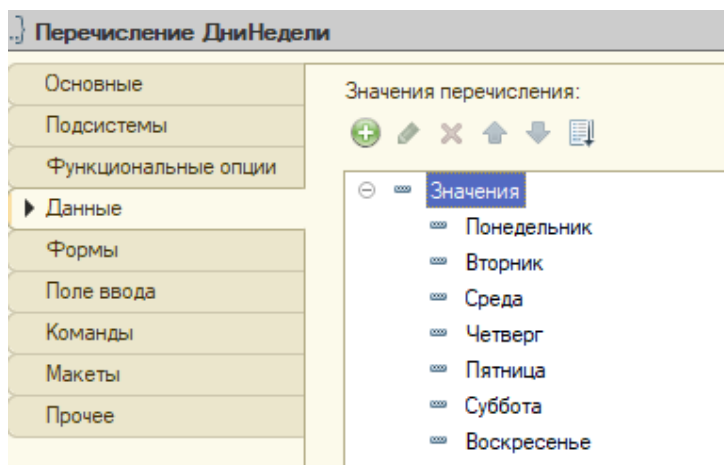 Перечисление ДниНедели
Основные
Подсистемы
Функциональные опции
Данные
Формы
Поле ввода
Команды
Макеты
Прочее
Значения перечисления:
Значения
Понедельник
Вторник
Среда
Четверг
Пятница
Суббота
Воскресенье